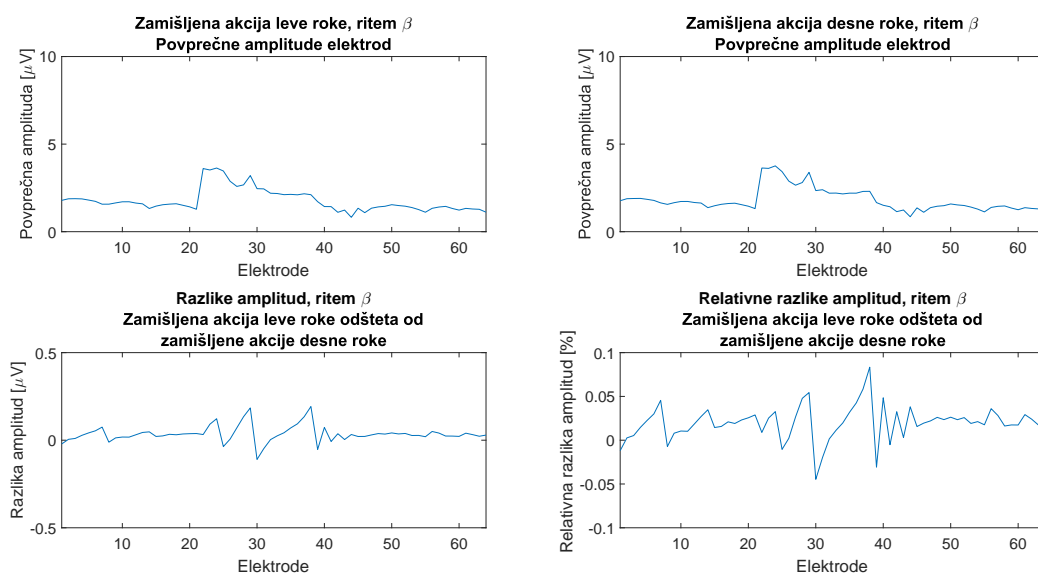 Zamišljena akcija leve roke, ritem β
Povprečne amplitude elektrod
Povprečna amplituda [μV]
10
5
0
10 20 30 40 50 60
Elektrode
Zamišljena akcija desne roke, ritem β
Povprečne amplitude elektrod
Povprečna amplituda [μV]
10
5
0
10 20 30 40 50 60
Elektrode
Razlike amplitud, ritem β
Zamišljena akcija leve roke odšteta od
zamišljene akcije desne roke
Razlika amplitud [μV]
0.5
0
-0.5
10 20 30 40 50 60
Elektrode
Relativne razlike amplitud, ritem β
Zamišljena akcija leve roke odšteta od
zamišljene akcije desne roke
Relativna razlika amplitud [%]
0.1
0.05
0
-0.05
-0.1
10 20 30 40 50 60
Elektrode